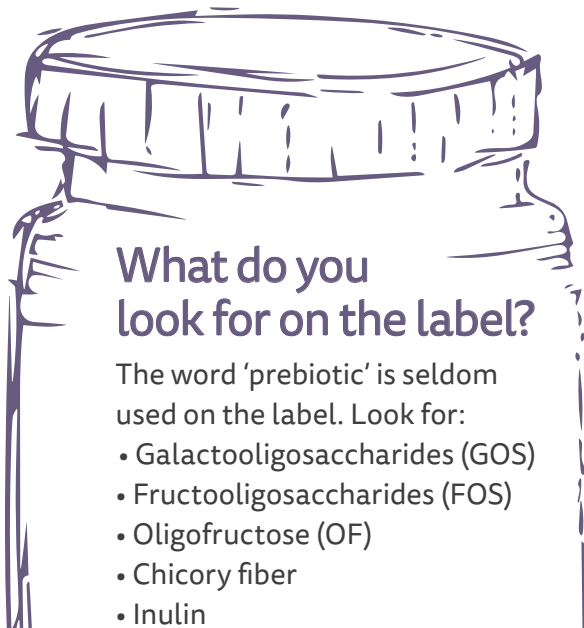 What do you
look for on the label?
The word ‘prebiotic’ is seldom
used on the label. Look for:
• Galactooligosaccharides (GOS)
• Fructooligosaccharides (FOS)
• Oligofructose (OF)
• Chicory fiber
• Inulin